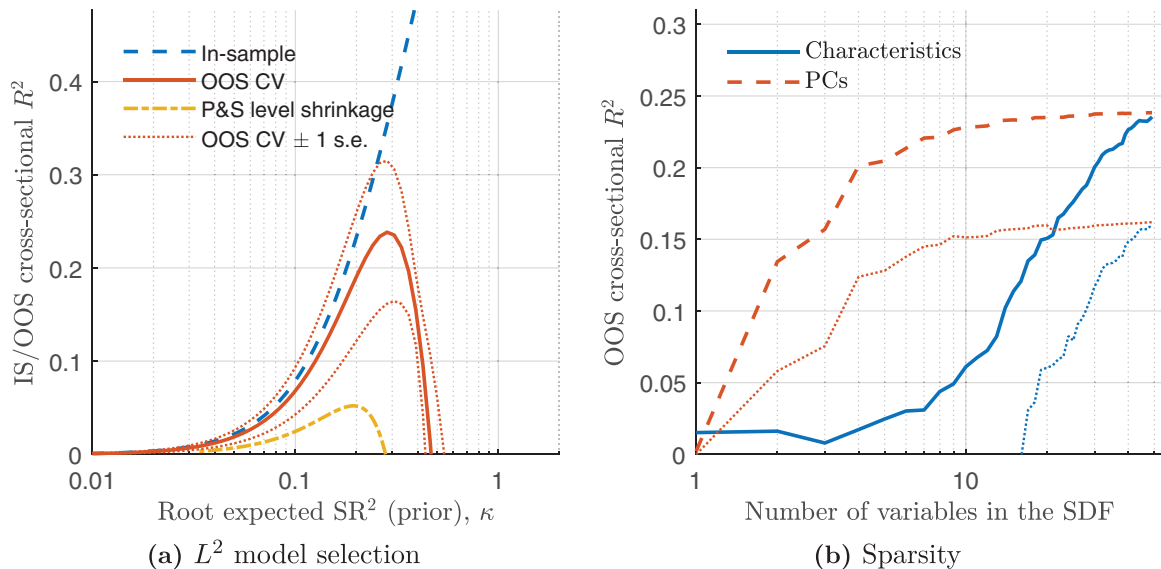 IS/OOS cross-sectional R²
0.4
0.3
0.2
0.1
0
In-sample
OOS CV
P&S level shrinkage
OOS CV ± 1 s.e.
0.01
0.1
1
Root expected SR² (prior), κ
(a) L² model selection
OOS cross-sectional R²
0.3
0.25
0.2
0.15
0.1
0.05
0
Characteristics
PCs
1
10
Number of variables in the SDF
(b) Sparsity